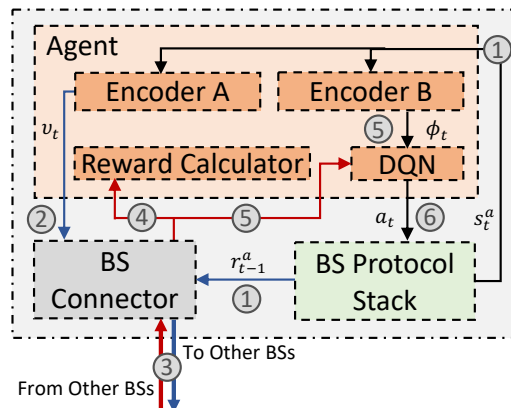 Agent
1
Encoder A
Encoder B
υ_t
5
ϕ_t
Reward Calculator
DQN
2
4
5
a_t
6
s_t^a
BS
Connector
r_{t-1}^a
1
BS Protocol
Stack
3
To Other BSs
From Other BSs